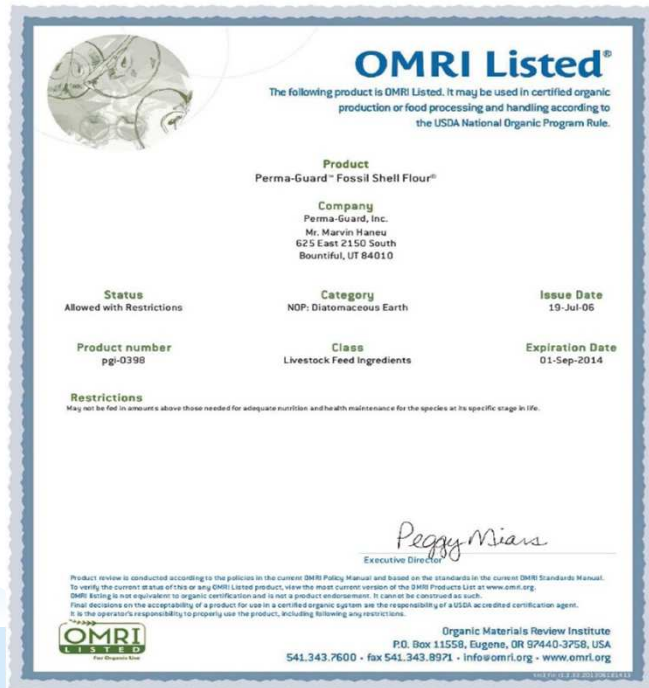 OMRI Listed®
The following product is OMRI Listed. It may be used in certified organic
production or food processing and handling according to
the USDA National Organic Program Rule.
Product
Perma-Guard™ Fossil Shell Flour®
Company
Perma-Guard, Inc.
Mr. Marvin Haneu
625 East 2150 South
Bountiful, UT 84010
Status
Allowed with Restrictions
Category
NOP: Diatomaceous Earth
Issue Date
19-Jul-06
Product number
pgi-0398
Class
Livestock Feed Ingredients
Expiration Date
01-Sep-2014
Restrictions
May not be fed in amounts above those needed for adequate nutrition and health maintenance for the species at its specific stage in life.
Peggy Miars
Executive Director
Product review is conducted according to the policies in the current OMRI Policy Manual and based on the standards in the current OMRI Standards Manual.
To verify the current status of this or any OMRI Listed product, view the most current version of the OMRI Products List at www.omri.org.
OMRI listing is not equivalent to organic certification and is not a product endorsement. It cannot be construed as such.
Final decisions on the acceptability of a product for use in a certified organic system are the responsibility of a USDA accredited certification agent.
It is the operator's responsibility to properly use the product, including following any restrictions.
OMRI
LISTED
For Organic Use
Organic Materials Review Institute
P.O. Box 11558, Eugene, OR 97440-3758, USA
541.343.7600 - fax 541.343.8971 - info@omri.org - www.omri.org